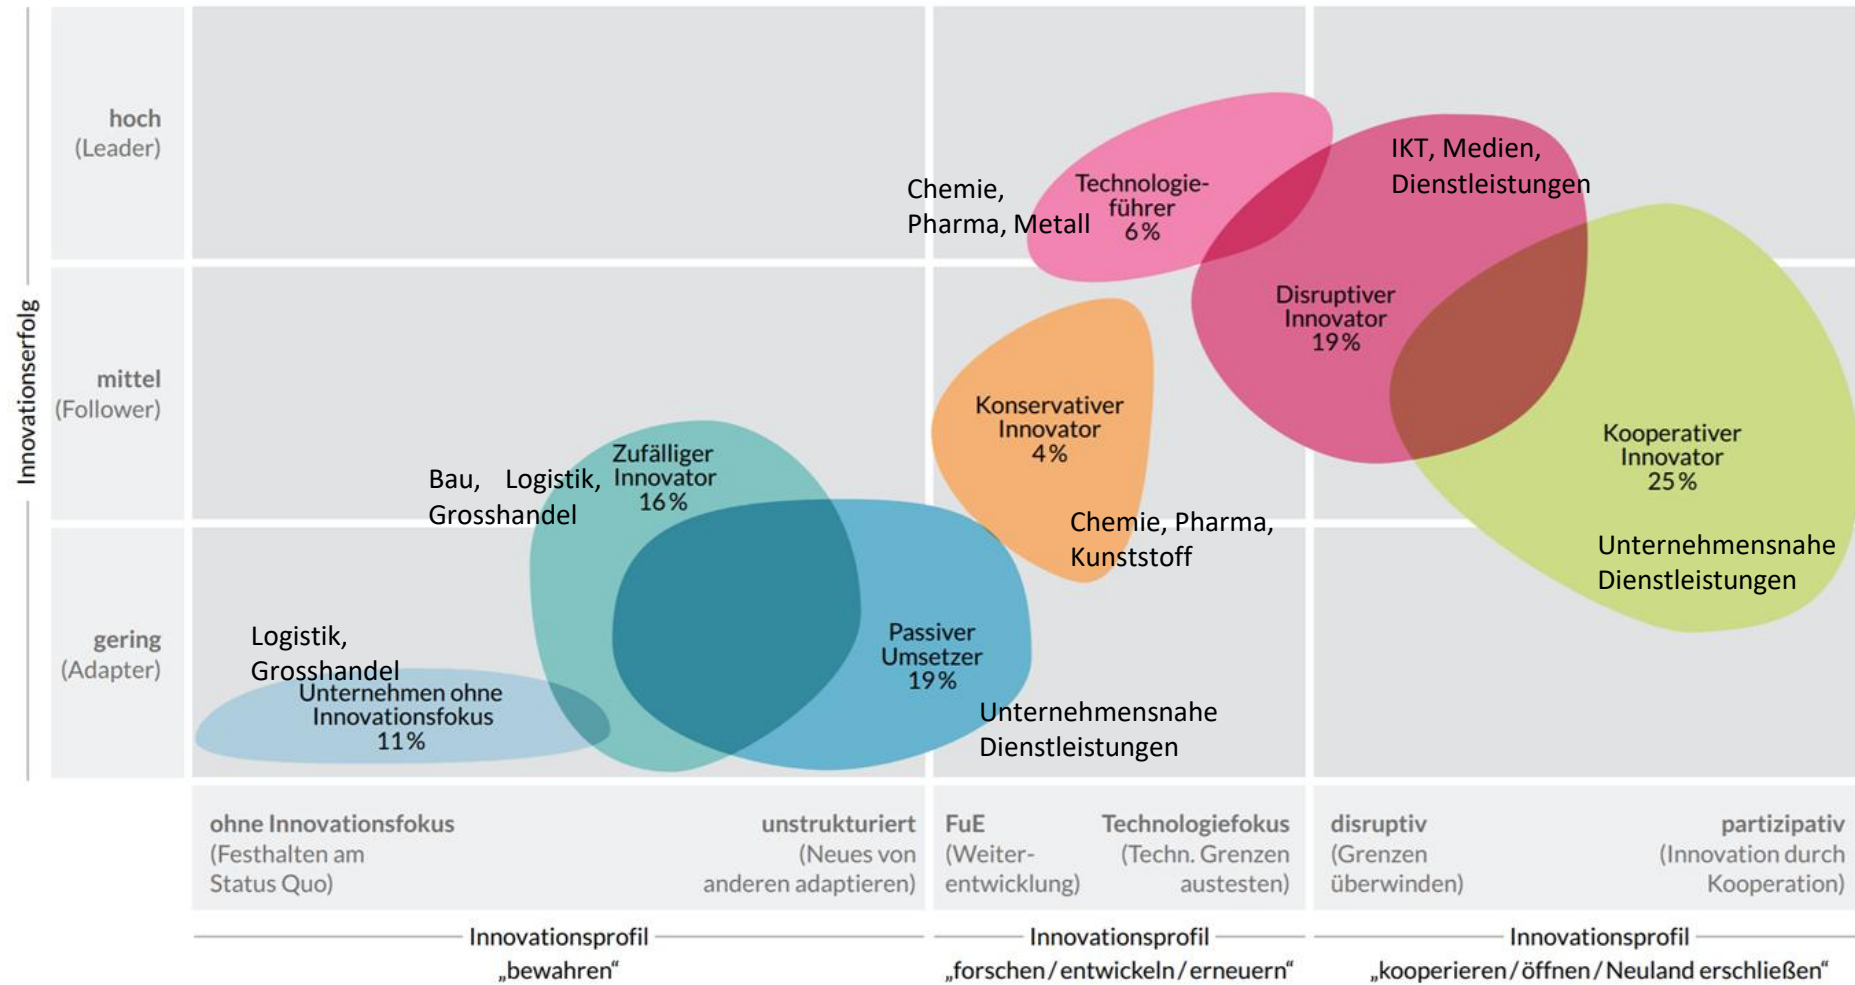 Innovationserfolg
hoch
(Leader)
mittel
(Follower)
gering
(Adapter)
Chemie,
Pharma, Metall
Technologie-
führer
6 %
IKT, Medien,
Dienstleistungen
Disruptiver
Innovator
19 %
Konservativer
Innovator
4 %
Chemie, Pharma,
Kunststoff
Kooperativer
Innovator
25 %
Unternehmensnahe
Dienstleistungen
Bau, Logistik,
Grosshandel
Zufälliger
Innovator
16 %
Logistik,
Grosshandel
Unternehmen ohne
Innovationsfokus
11 %
Passiver
Umsetzer
19 %
Unternehmensnahe
Dienstleistungen
ohne Innovationsfokus
(Festhalten am
Status Quo)
unstrukturiert
(Neues von
anderen adaptieren)
FuE
(Weiter-
entwicklung)
Technologiefokus
(Techn. Grenzen
austesten)
disruptiv
(Grenzen
überwinden)
partizipativ
(Innovation durch
Kooperation)
Innovationsprofil
„bewahren“
Innovationsprofil
„forschen / entwickeln / erneuern“
Innovationsprofil
„kooperieren / öffnen / Neuland erschließen“